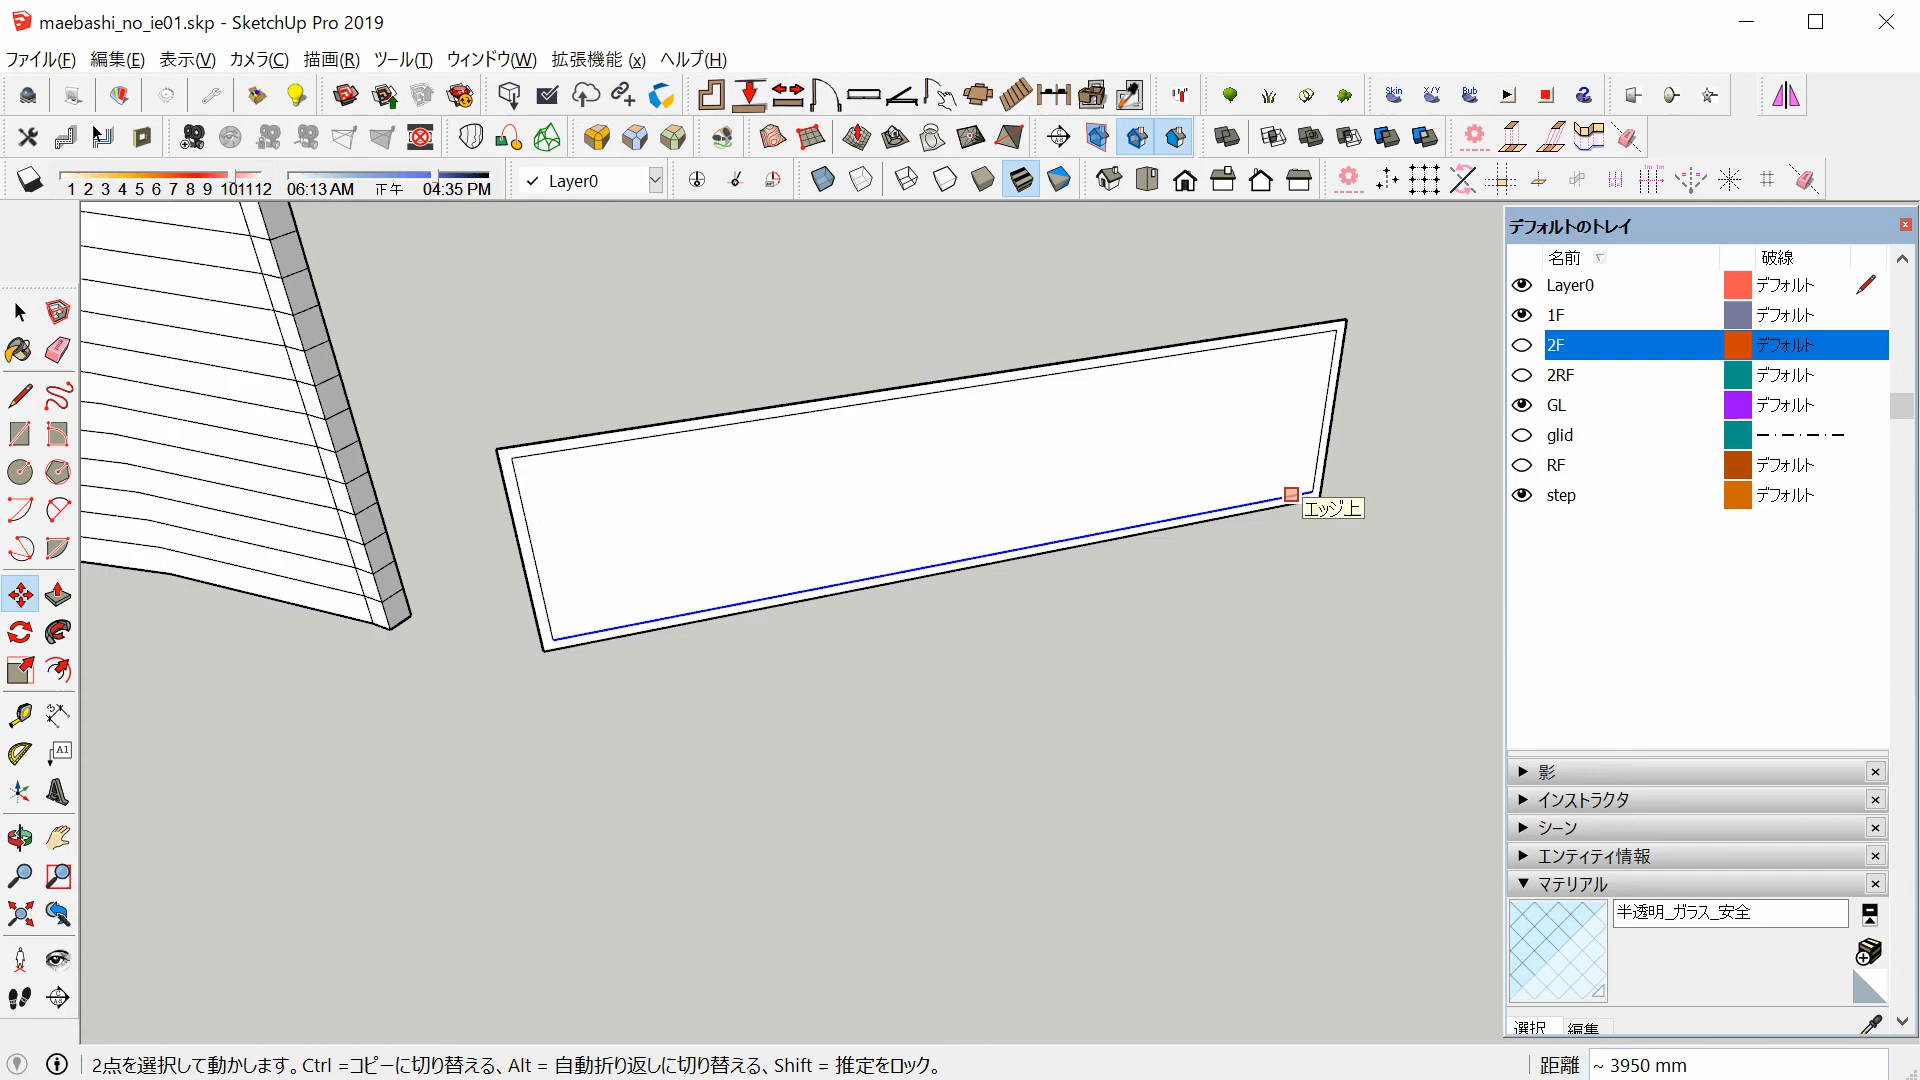 maebashi_no_ie01.skp - SketchUp Pro 2019
ファイル(F) 編集(E) 表示(V) カメラ(C) 描画(R) ツール(T) ウィンドウ(W) 拡張機能 (x) ヘルプ(H)
Skin X/Y Bub
1 2 3 4 5 6 7 8 9 101112 06:13 AM 正午 04:35 PM Layer0
デフォルトのトレイ
名前 破線
Layer0 デフォルト
1F デフォルト
2F デフォルト
2RF デフォルト
GL デフォルト
glid
RF デフォルト
step デフォルト
エッジ上
A1
影
インストラクタ
シーン
エンティティ情報
マテリアル
半透明_ガラス_安全
選択 編集
2点を選択して動かします。Ctrl =コピーに切り替える、Alt = 自動折り返しに切り替える、Shift = 推定をロック。
距離 ~ 3950 mm